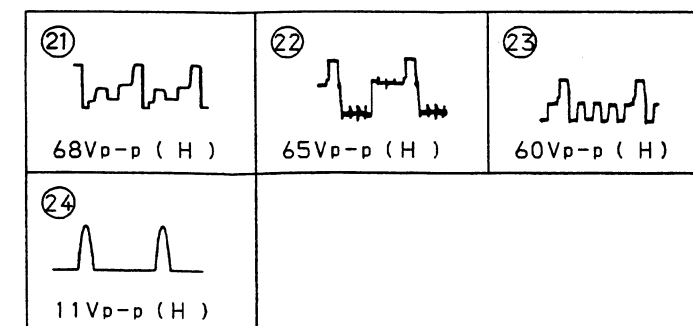 21 22 23
68Vp-p ( H ) 65Vp-p ( H ) 60Vp-p ( H )
24
11Vp-p ( H )